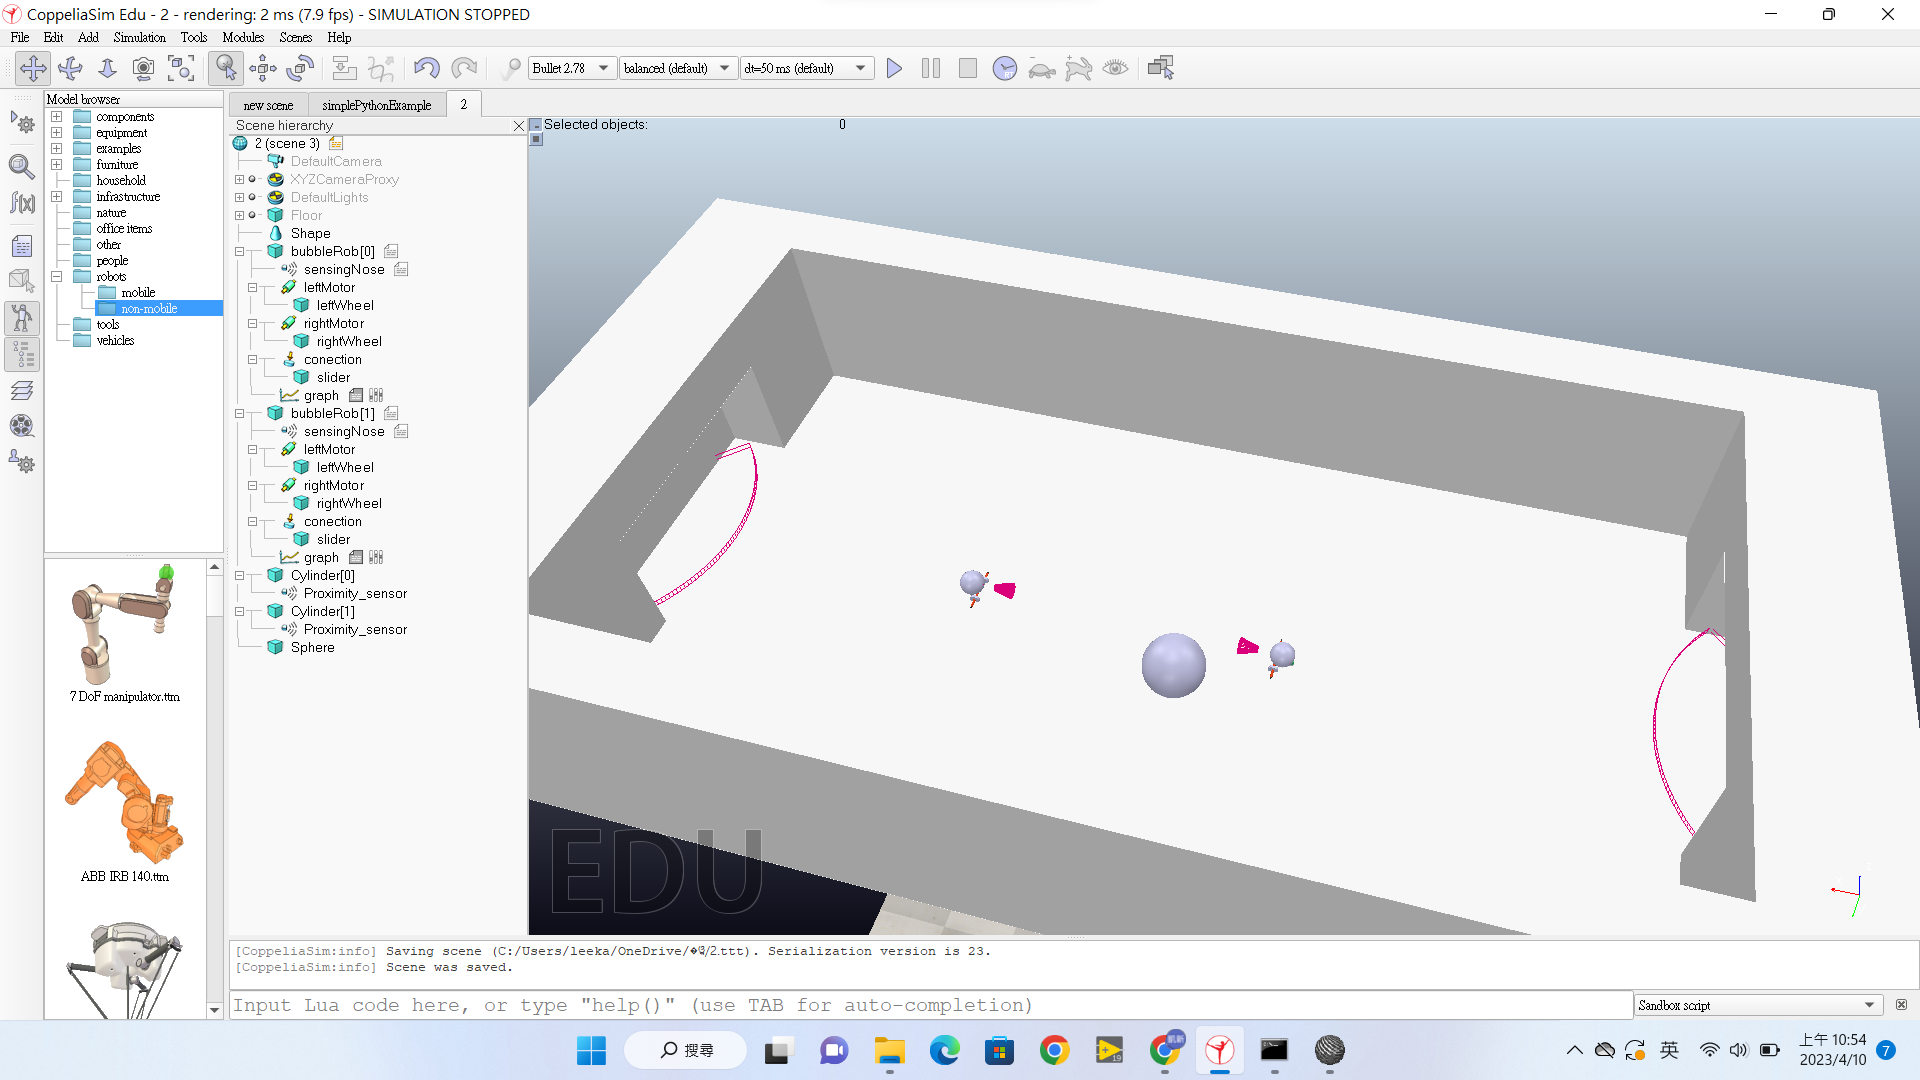 CoppeliaSim Edu - 2 - rendering: 2 ms (7.9 fps) - SIMULATION STOPPED
File Edit Add Simulation Tools Modules Scenes Help
Bullet 2.78 balanced (default) dt=50 ms (default)
Model browser
components
equipment
examples
furniture
household
infrastructure
nature
office items
other
people
robots
mobile
non-mobile
tools
vehicles
7 DoF manipulator.ttm
ABB IRB 140.ttm
new scene simplePythonExample 2
Scene hierarchy
2 (scene 3)
DefaultCamera
XYZCameraProxy
DefaultLights
Floor
Shape
bubbleRob[0]
sensingNose
leftMotor
leftWheel
rightMotor
rightWheel
conection
slider
graph
bubbleRob[1]
sensingNose
leftMotor
leftWheel
rightMotor
rightWheel
conection
slider
graph
Cylinder[0]
Proximity_sensor
Cylinder[1]
Proximity_sensor
Sphere
Selected objects: 0
EDU
[CoppeliaSim:info] Saving scene (C:/Users/leeka/OneDrive/ /2.ttt). Serialization version is 23.
[CoppeliaSim:info] Scene was saved.
Input Lua code here, or type "help()" (use TAB for auto-completion)
Sandbox script
搜尋
19
英
上午 10:54
2023/4/10
7